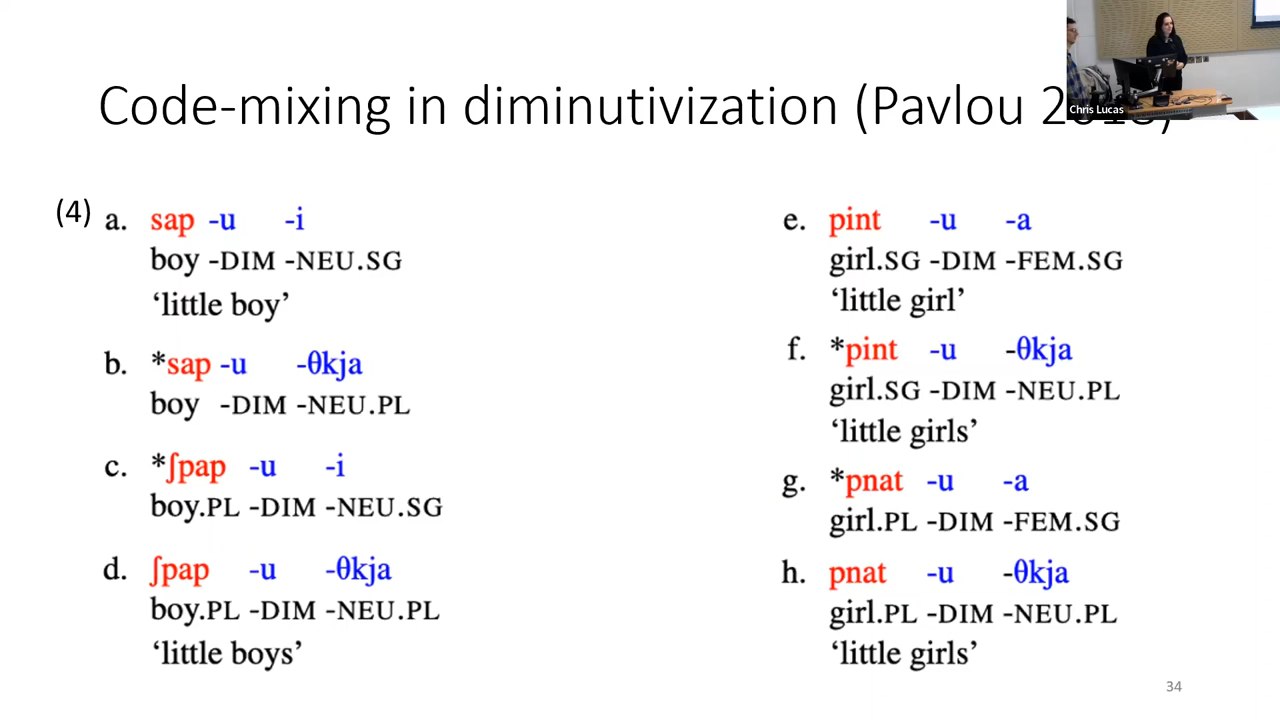 Code-mixing in diminutivization (Pavlou
Chris Lucas
(4) a. sap -u -i
boy -DIM -NEU.SG
‘little boy’
b. *sap -u -θkja
boy -DIM -NEU.PL
c. *ʃpap -u -i
boy.PL -DIM -NEU.SG
d. ʃpap -u -θkja
boy.PL -DIM -NEU.PL
‘little boys’
e. pint -u -a
girl.SG -DIM -FEM.SG
‘little girl’
f. *pint -u -θkja
girl.SG -DIM -NEU.PL
‘little girls’
g. *pnat -u -a
girl.PL -DIM -FEM.SG
h. pnat -u -θkja
girl.PL -DIM -NEU.PL
‘little girls’
34